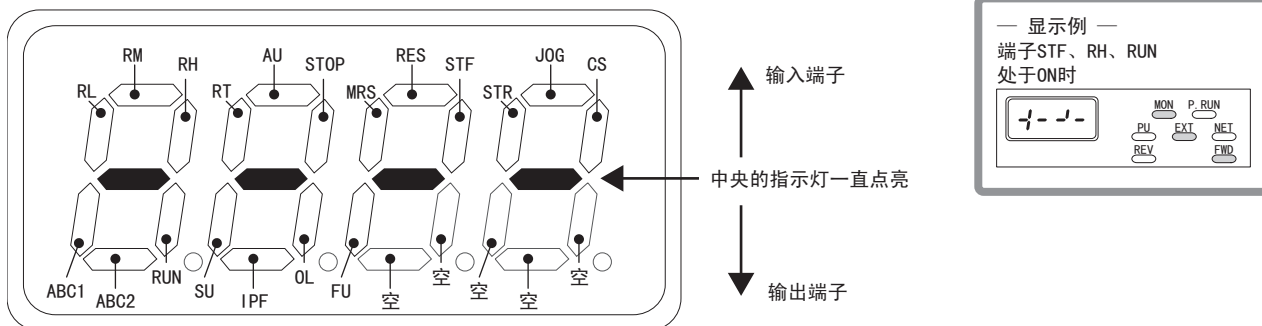 RM
RH
AU
STOP
RES
STF
JOG
CS
RL
RT
MRS
STR
输入端子
中央的指示灯一直点亮
ABC1
ABC2
RUN
SU
IPF
OL
FU
空
空
空
空
空
输出端子
— 显示例 —
端子STF、RH、RUN
处于ON时
MON P.RUN
PU EXT NET
REV FWD